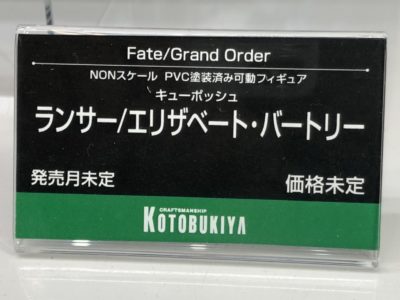 Fate/Grand Order
NONスケール PVC塗装済み可動フィギュア
キューポッシュ
ランサー/エリザベート・バートリー
発売月未定 価格未定
CRAFTSMANSHIP
KOTOBUKIYA